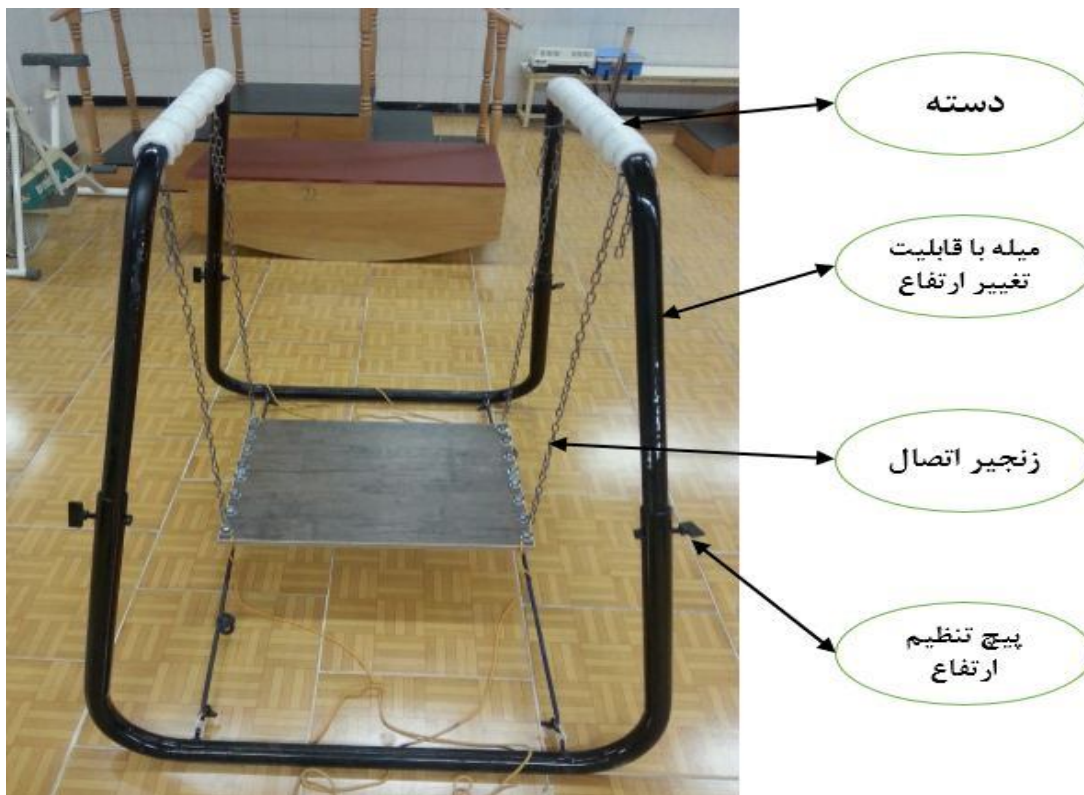 دسته
میله با قابلیت
تغییر ارتفاع
زنجیر اتصال
پیچ تنظیم
ارتفاع